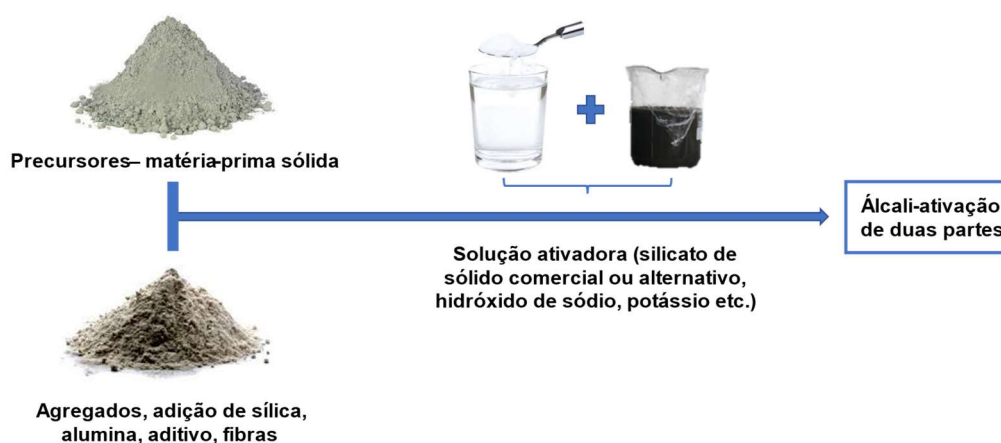 Precursores– matéria-prima sólida
Solução ativadora (silicato de
sólido comercial ou alternativo,
hidróxido de sódio, potássio etc.)
Álcali-ativação
de duas partes
Agregados, adição de sílica,
alumina, aditivo, fibras